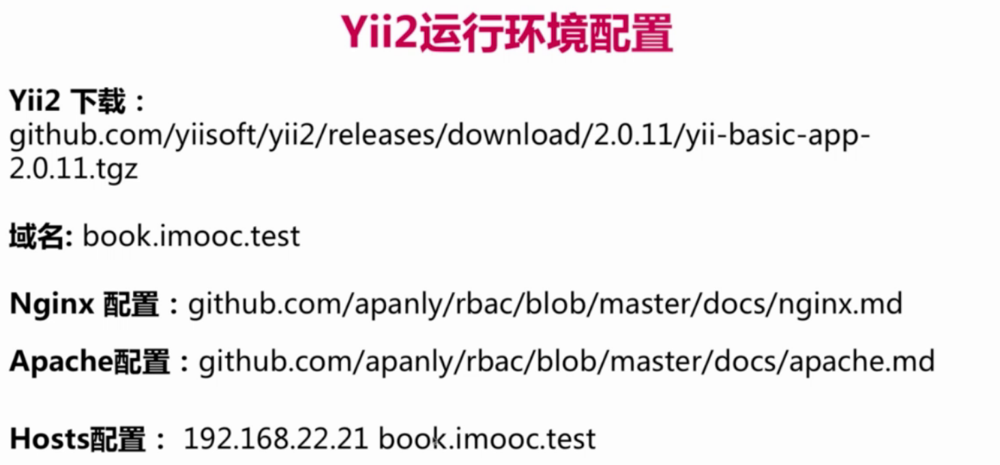 Yii2运行环境配置
Yii2 下载：
github.com/yiisoft/yii2/releases/download/2.0.11/yii-basic-app-
2.0.11.tgz
域名: book.imooc.test
Nginx 配置：github.com/apanly/rbac/blob/master/docs/nginx.md
Apache配置：github.com/apanly/rbac/blob/master/docs/apache.md
Hosts配置： 192.168.22.21 book.imooc.test